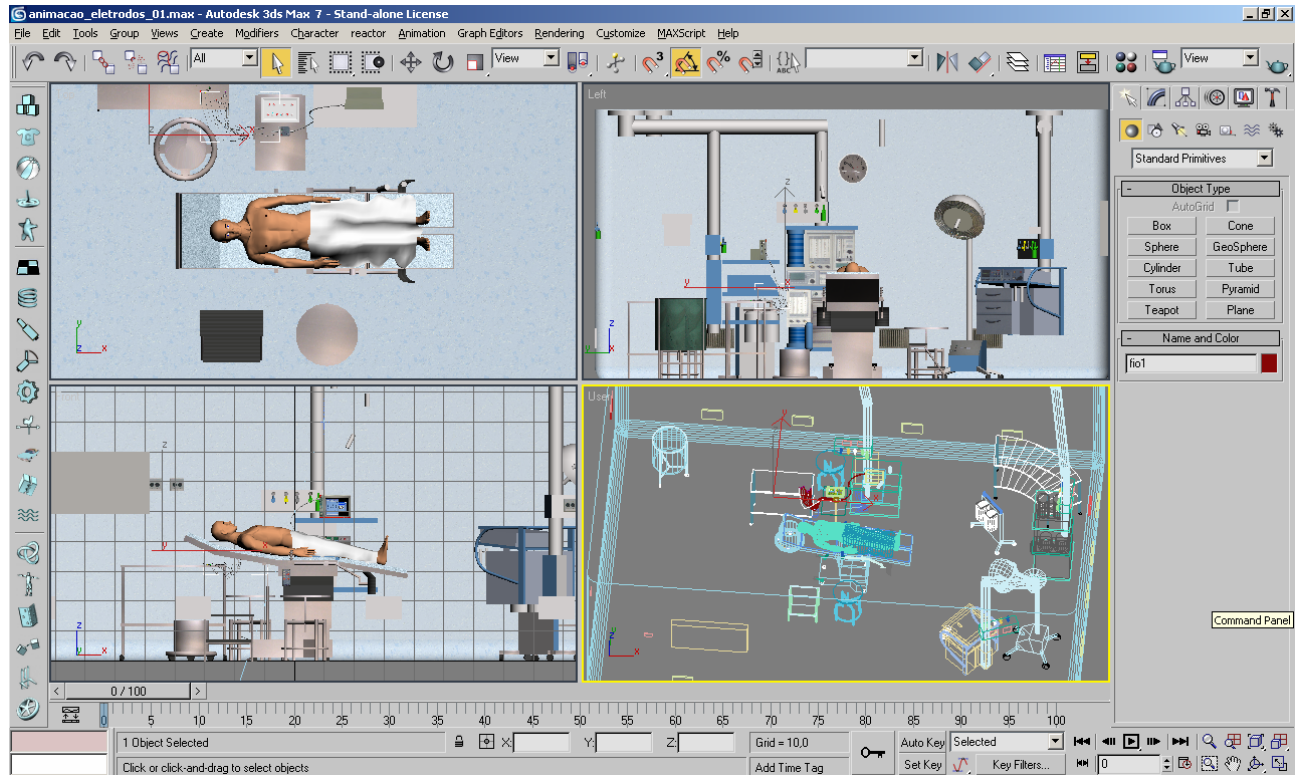 animacao_eletrodos_01.max - Autodesk 3ds Max 7 - Stand-alone License
File Edit Tools Group Views Create Modifiers Character reactor Animation Graph Editors Rendering Customize MAXScript Help
All View View
Left
Standard Primitives
- Object Type
AutoGrid
Box Cone
Sphere GeoSphere
Cylinder Tube
Torus Pyramid
Teapot Plane
- Name and Color
fio1
User
Command Panel
< 0 / 100 >
0 5 10 15 20 25 30 35 40 45 50 55 60 65 70 75 80 85 90 95 100
1 Object Selected X: Y: Z: Grid = 10,0 Auto Key Selected
Click or click-and-drag to select objects Add Time Tag Set Key Key Filters... 0